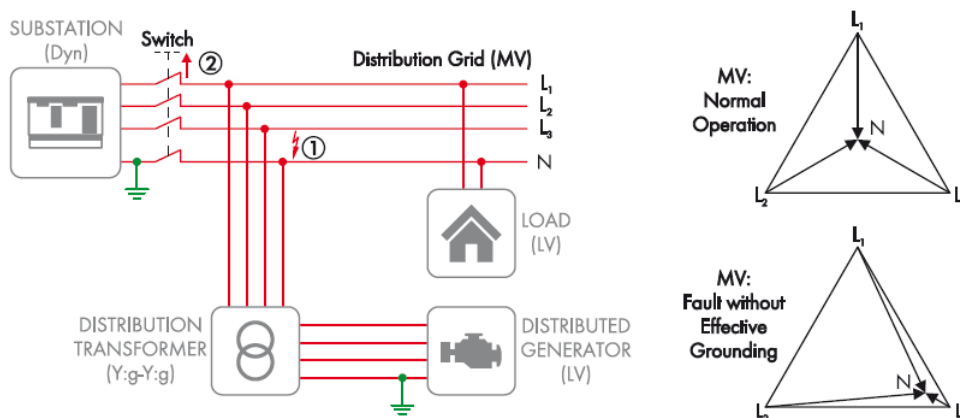 SUBSTATION
(Dyn)
Switch
②
Distribution Grid (MV)
L₁
L₂
L₃
①
N
LOAD
(LV)
DISTRIBUTION
TRANSFORMER
(Y:g-Y:g)
DISTRIBUTED
GENERATOR
(LV)
L₁
MV:
Normal
Operation
N
L₂
L
L₁
MV:
Fault without
Effective
Grounding
N
L₂
L